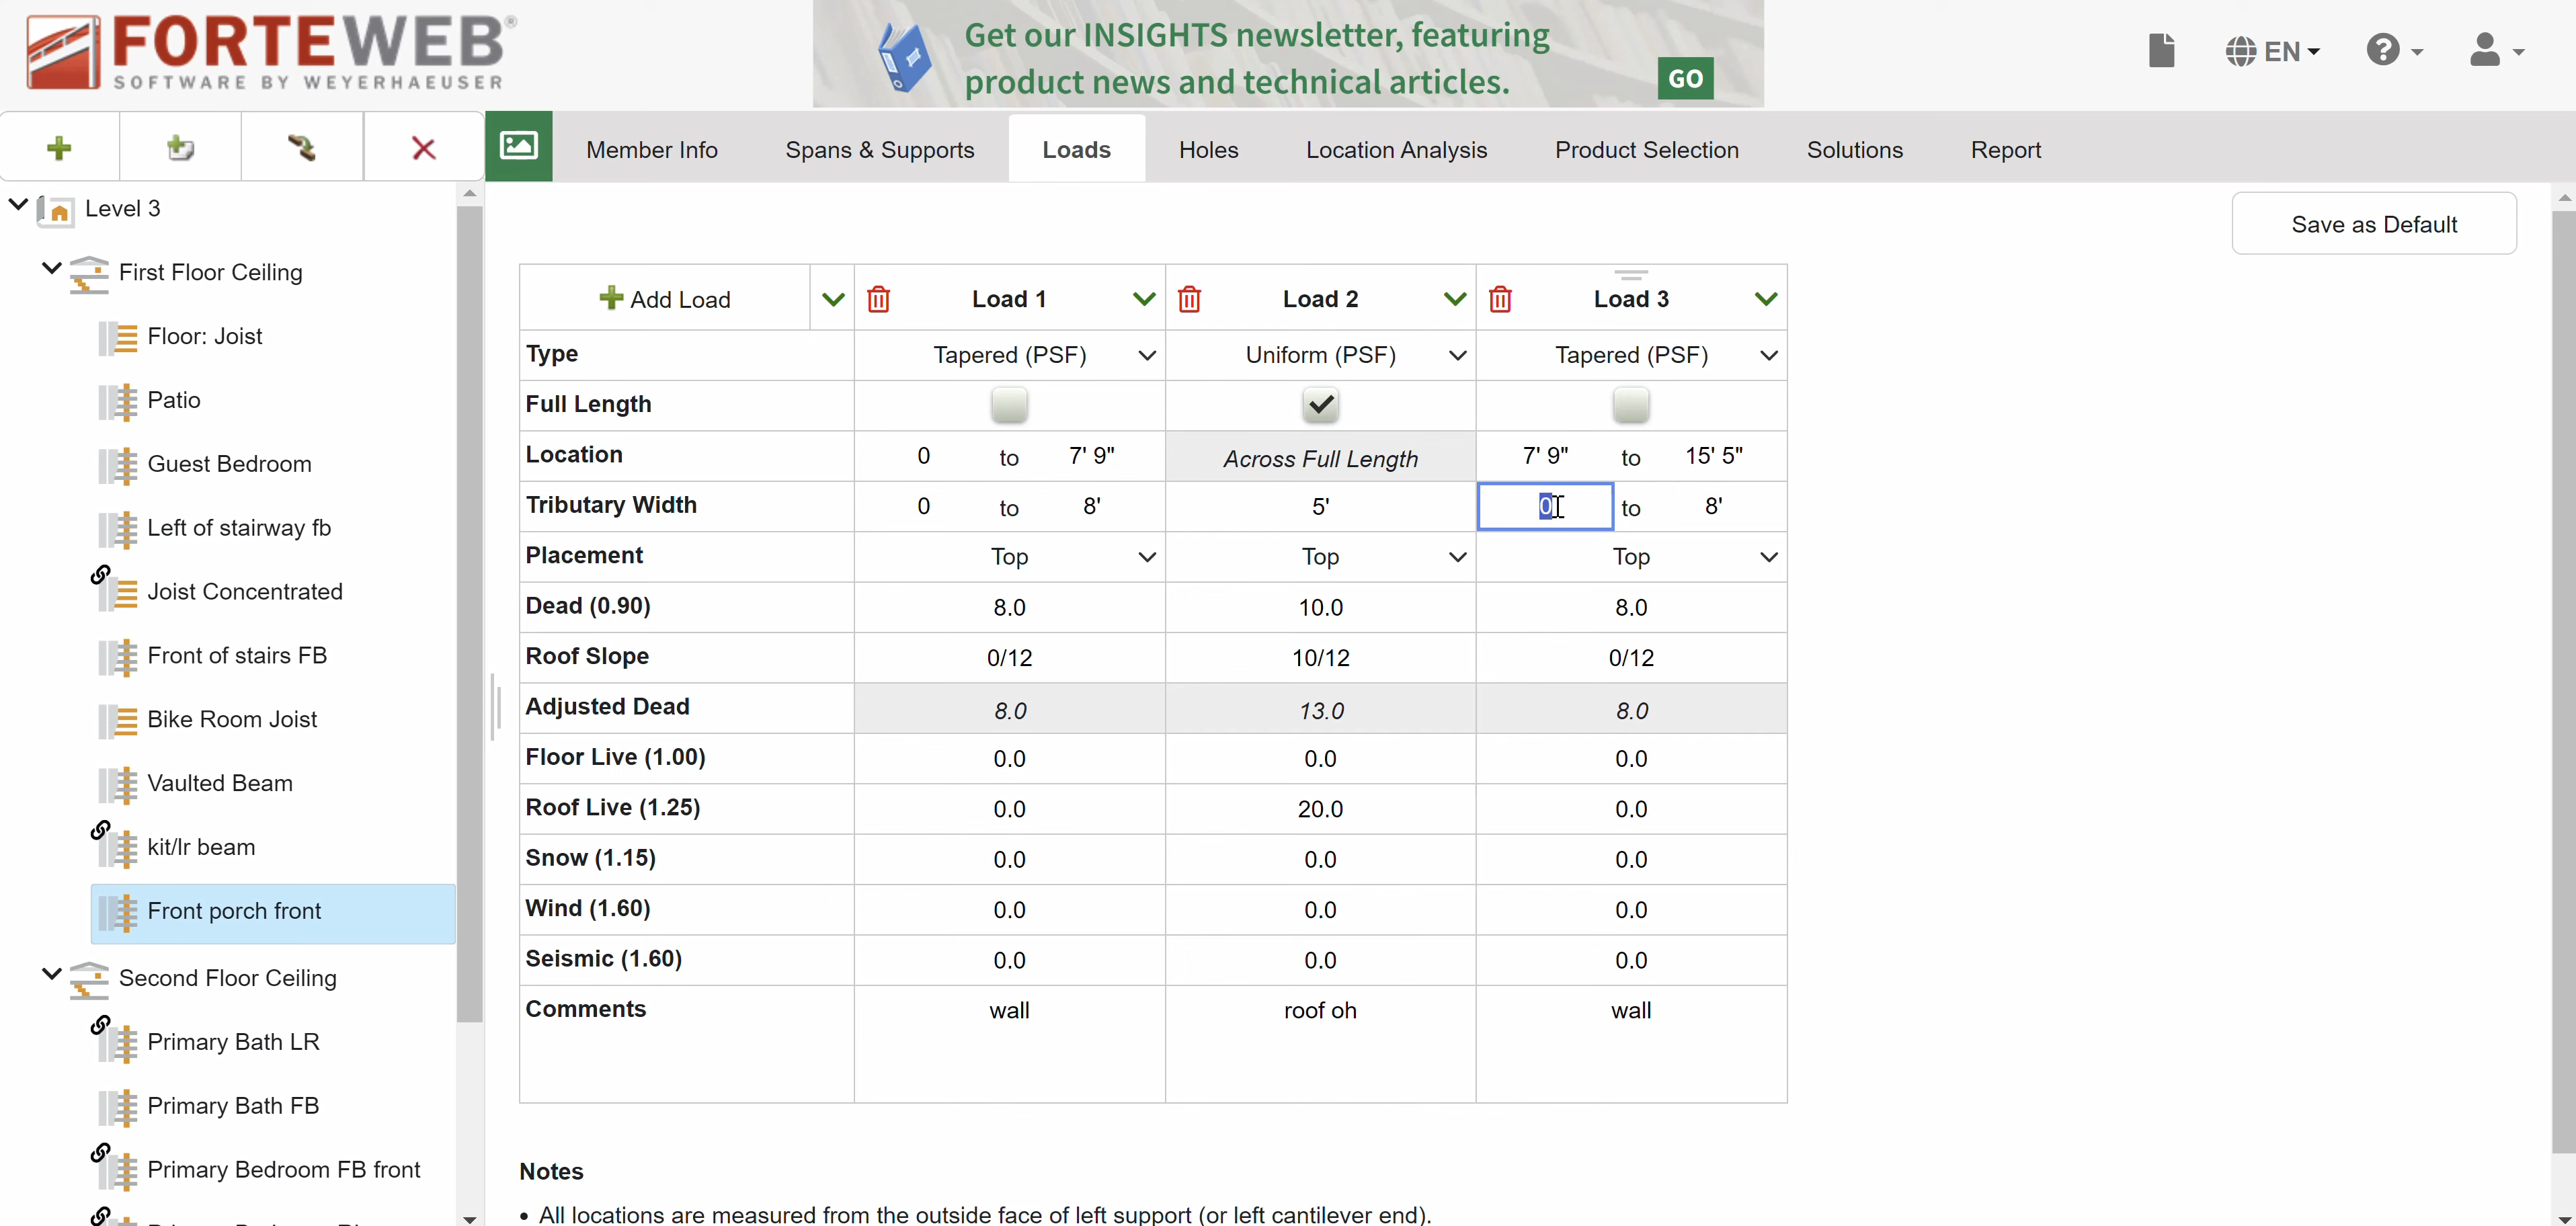 FORTEWEB®
SOFTWARE BY WEYERHAEUSER
Get our INSIGHTS newsletter, featuring
product news and technical articles.
GO
EN
Member Info
Spans & Supports
Loads
Holes
Location Analysis
Product Selection
Solutions
Report
Level 3
First Floor Ceiling
Floor: Joist
Patio
Guest Bedroom
Left of stairway fb
Joist Concentrated
Front of stairs FB
Bike Room Joist
Vaulted Beam
kit/lr beam
Front porch front
Second Floor Ceiling
Primary Bath LR
Primary Bath FB
Primary Bedroom FB front
Save as Default
Add Load Load 1 Load 2 Load 3
Type Tapered (PSF) Uniform (PSF) Tapered (PSF)
Full Length
Location 0 to 7' 9" Across Full Length 7' 9" to 15' 5"
Tributary Width 0 to 8' 5' 0 to 8'
Placement Top Top Top
Dead (0.90) 8.0 10.0 8.0
Roof Slope 0/12 10/12 0/12
Adjusted Dead 8.0 13.0 8.0
Floor Live (1.00) 0.0 0.0 0.0
Roof Live (1.25) 0.0 20.0 0.0
Snow (1.15) 0.0 0.0 0.0
Wind (1.60) 0.0 0.0 0.0
Seismic (1.60) 0.0 0.0 0.0
Comments wall roof oh wall
Notes
• All locations are measured from the outside face of left support (or left cantilever end).